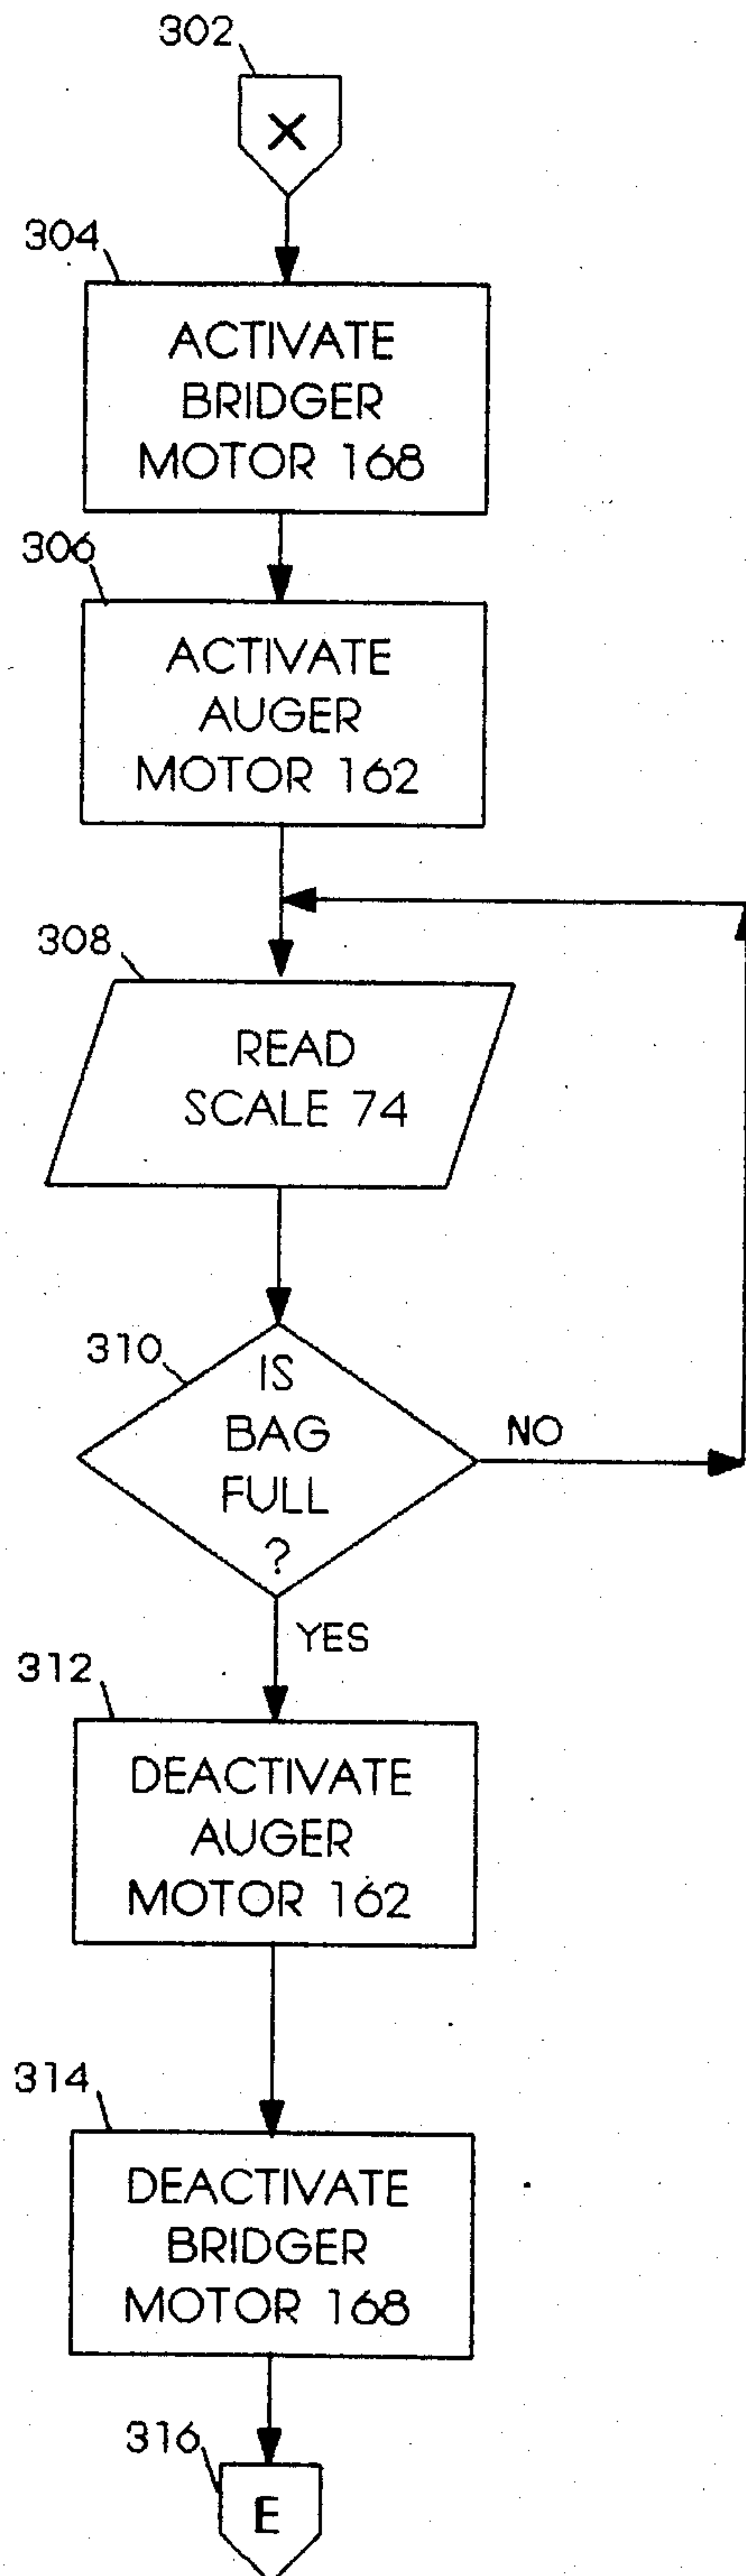 302
X
304
ACTIVATE
BRIDGER
MOTOR 168
306
ACTIVATE
AUGER
MOTOR 162
308
READ
SCALE 74
310
IS
BAG
FULL
?
NO
YES
312
DEACTIVATE
AUGER
MOTOR 162
314
DEACTIVATE
BRIDGER
MOTOR 168
316
E